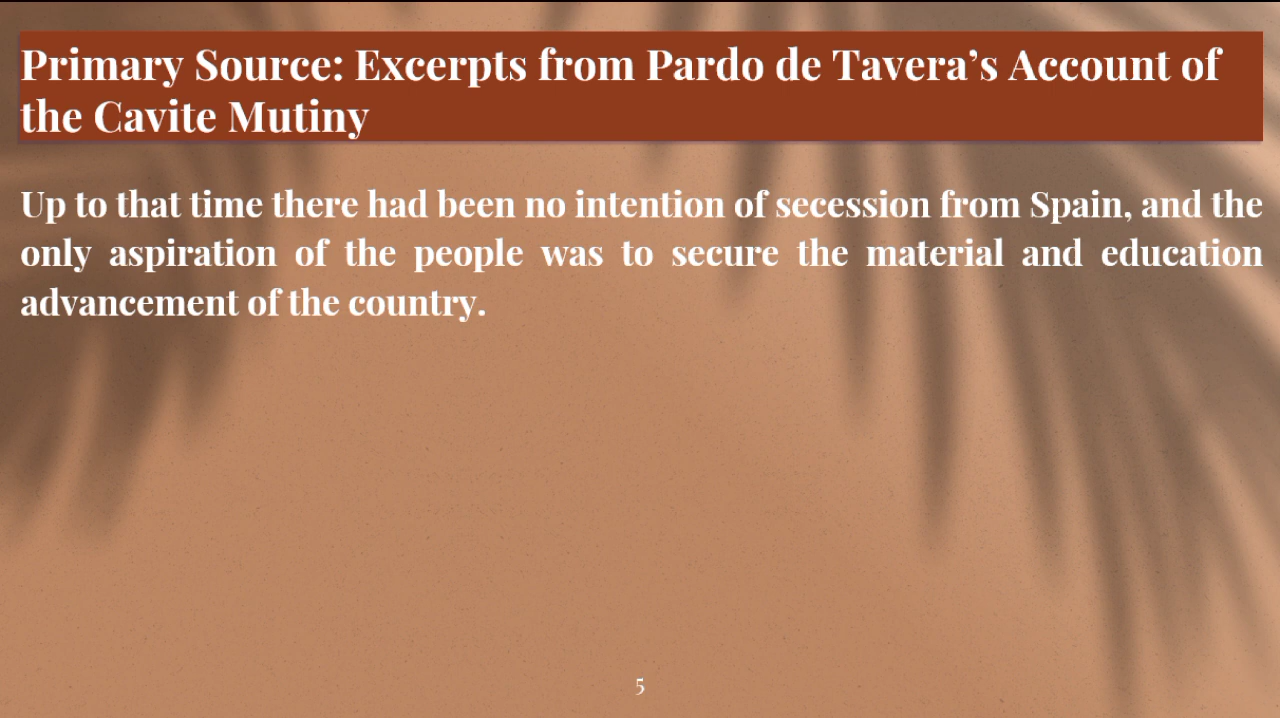 Primary Source: Excerpts from Pardo de Tavera’s Account of
the Cavite Mutiny
Up to that time there had been no intention of secession from Spain, and the
only aspiration of the people was to secure the material and education
advancement of the country.
5